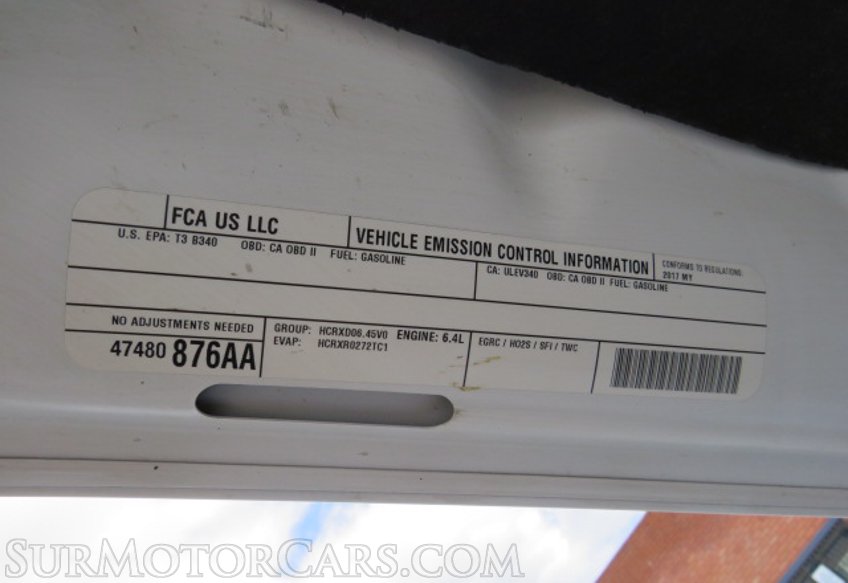 FCA US LLC
VEHICLE EMISSION CONTROL INFORMATION
CONFORMS TO REGULATIONS:
2017 MY
U.S. EPA: T3 B340 OBD: CA OBD II FUEL: GASOLINE
CA: ULEV340 OBD: CA OBD II FUEL: GASOLINE
NO ADJUSTMENTS NEEDED
47480 876AA
GROUP: HCRXD06.45V0 ENGINE: 6.4L
EVAP: HCRXR0272TC1
EGRC / HO2S / SFI / TWC
SURMOTORCARS.COM